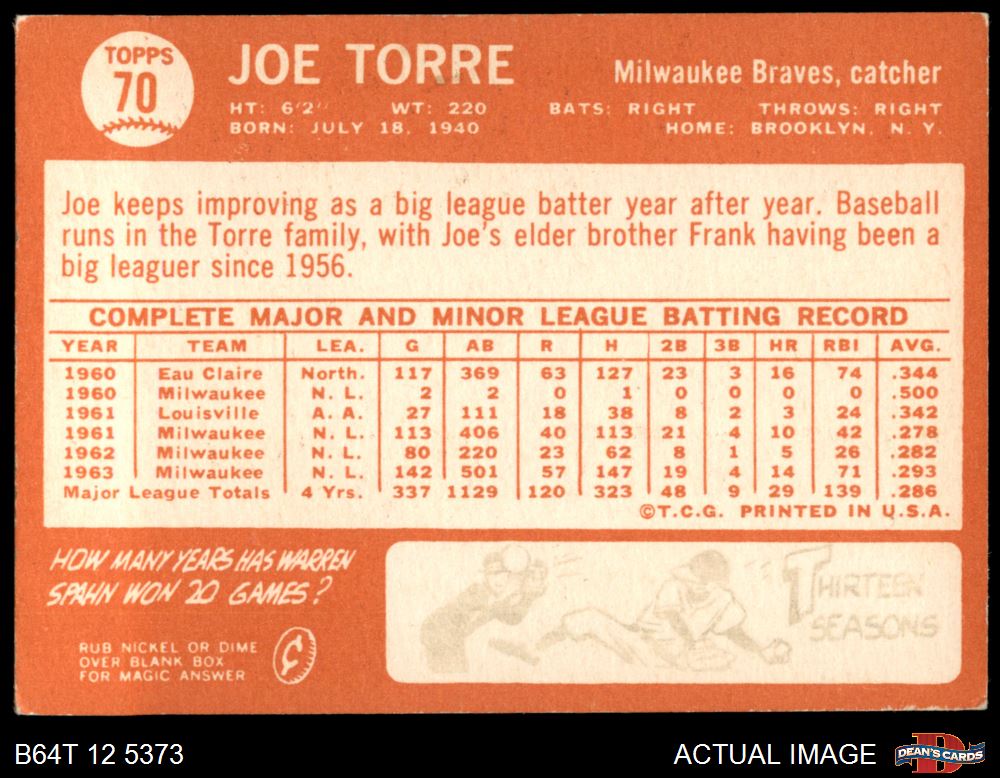 TOPPS
70
JOE TORRE
Milwaukee Braves, catcher
HT: 6'2" WT: 220 BATS: RIGHT THROWS: RIGHT
BORN: JULY 18, 1940 HOME: BROOKLYN, N. Y.
Joe keeps improving as a big league batter year after year. Baseball
runs in the Torre family, with Joe's elder brother Frank having been a
big leaguer since 1956.
COMPLETE MAJOR AND MINOR LEAGUE BATTING RECORD
YEAR TEAM LEA. G AB R H 2B 3B HR RBI AVG.
1960 Eau Claire North. 117 369 63 127 23 3 16 74 .344
1960 Milwaukee N. L. 2 2 0 1 0 0 0 0 .500
1961 Louisville A. A. 27 111 18 38 8 2 3 24 .342
1961 Milwaukee N. L. 113 406 40 113 21 4 10 42 .278
1962 Milwaukee N. L. 80 220 23 62 8 1 5 26 .282
1963 Milwaukee N. L. 142 501 57 147 19 4 14 71 .293
Major League Totals 4 Yrs. 337 1129 120 323 48 9 29 139 .286
©T.C.G. PRINTED IN U.S.A.
HOW MANY YEARS HAS WARREN
SPAHN WON 20 GAMES?
RUB NICKEL OR DIME
OVER BLANK BOX
FOR MAGIC ANSWER
¢
THIRTEEN
SEASONS
B64T 12 5373
ACTUAL IMAGE
D
DEAN'S CARDS